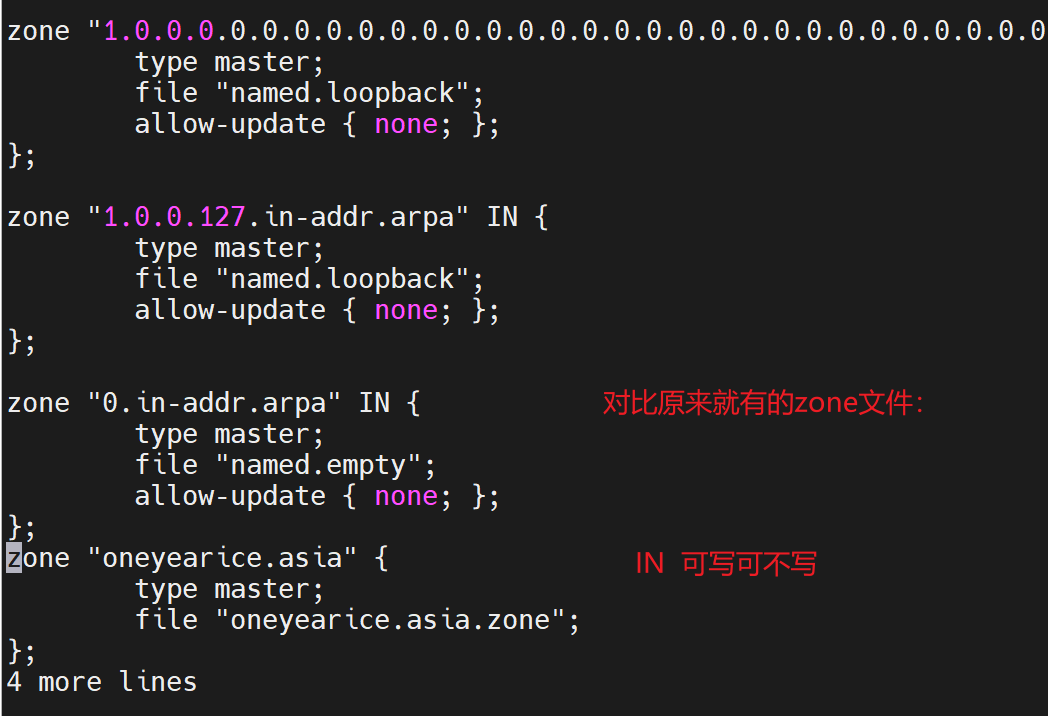 zone "1.0.0.0.0.0.0.0.0.0.0.0.0.0.0.0.0.0.0.0.0.0.0.0.0.0.0.0.0.0
type master;
file "named.loopback";
allow-update { none; };
};
zone "1.0.0.127.in-addr.arpa" IN {
type master;
file "named.loopback";
allow-update { none; };
};
zone "0.in-addr.arpa" IN {
对比原来就有的zone文件：
type master;
file "named.empty";
allow-update { none; };
};
zone "oneyearice.asia" {
IN 可写可不写
type master;
file "oneyearice.asia.zone";
};
4 more lines